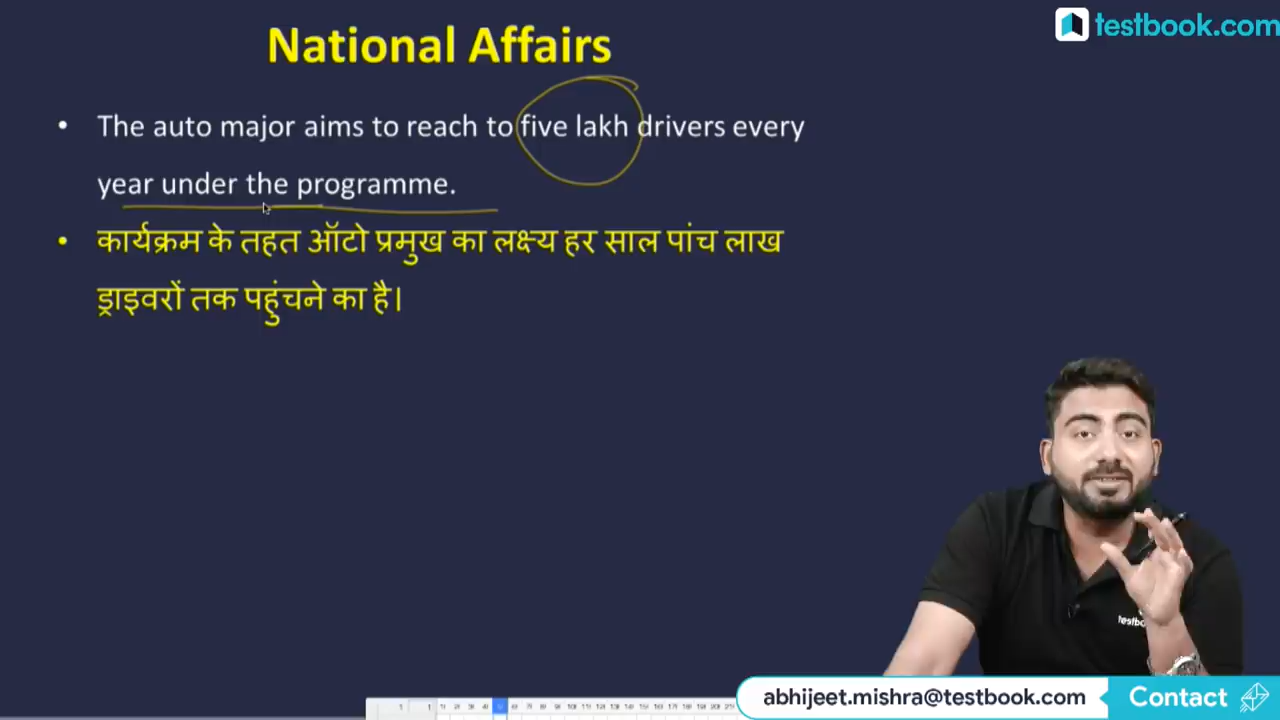 National Affairs
testbook.com
• The auto major aims to reach to five lakh drivers every
year under the programme.
• कार्यक्रम के तहत ऑटो प्रमुख का लक्ष्य हर साल पांच लाख
ड्राइवरों तक पहुंचने का है।
abhijeet.mishra@testbook.com
Contact